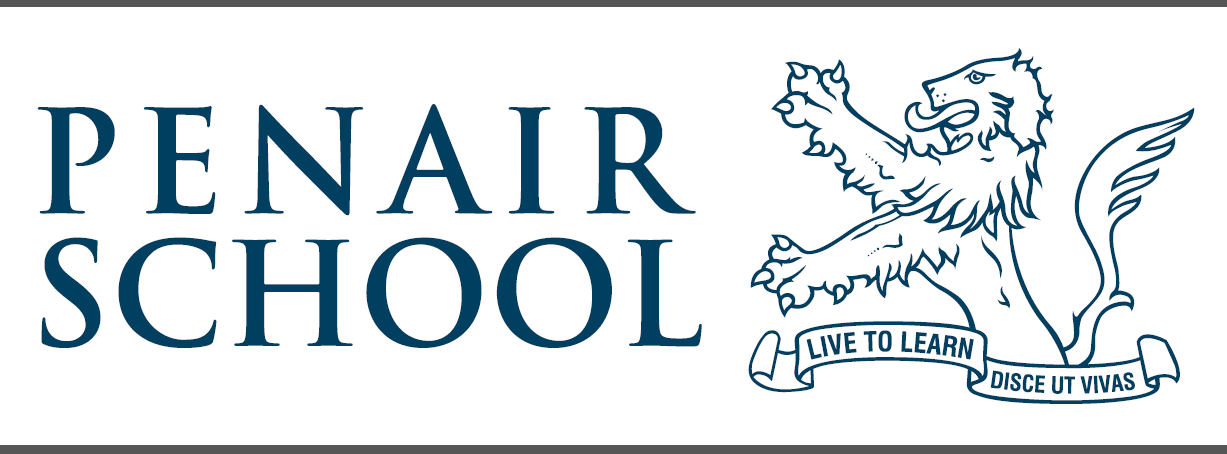 PENAIR
SCHOOL
LIVE TO LEARN
DISCE UT VIVAS